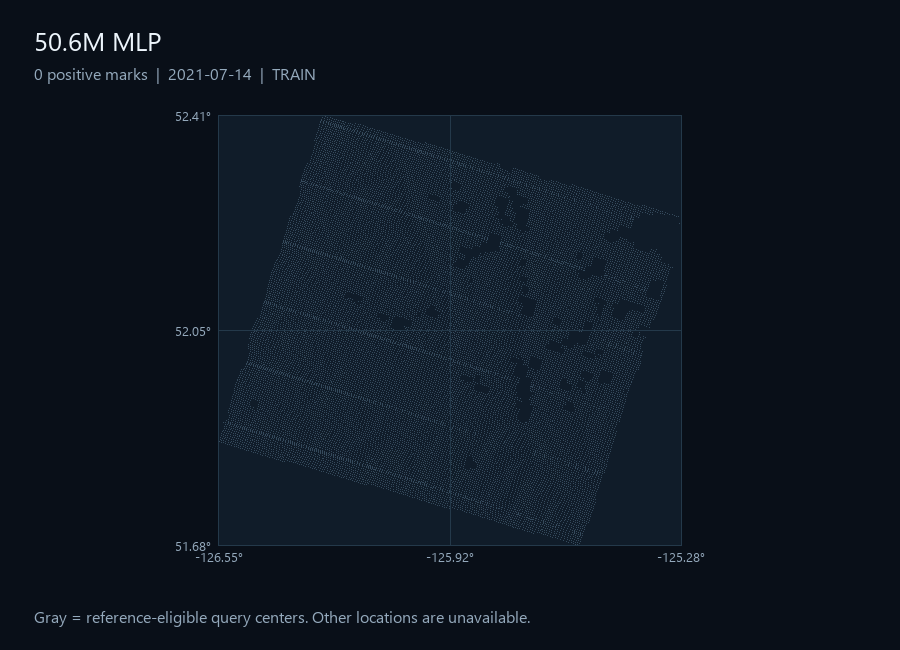 50.6M MLP
0 positive marks | 2021-07-14 | TRAIN
52.41°
52.05°
51.68°
-126.55°
-125.92°
-125.28°
Gray = reference-eligible query centers. Other locations are unavailable.